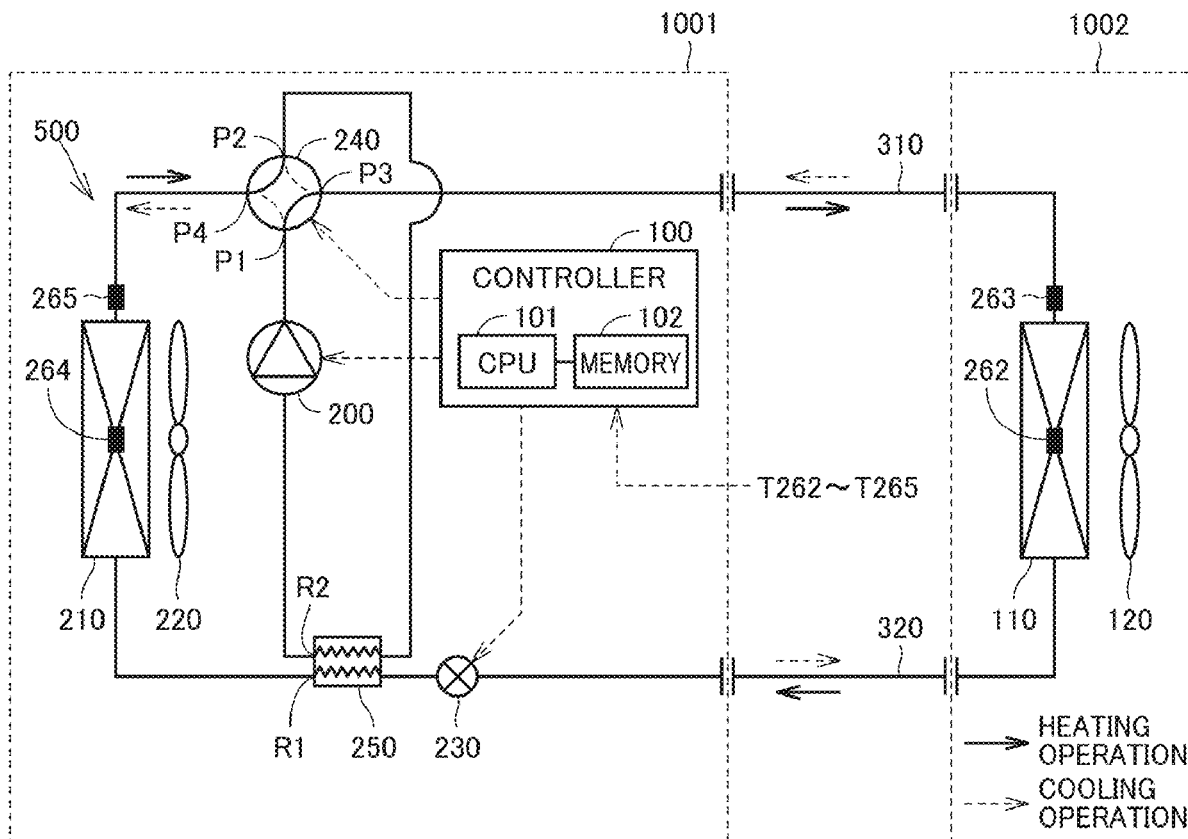 1001
1002
500
P2
240
P3
310
P4
P1
100
CONTROLLER
265
263
101
102
CPU
MEMORY
264
262
200
T262~T265
210
220
R2
110
120
320
R1
250
230
HEATING
OPERATION
COOLING
OPERATION